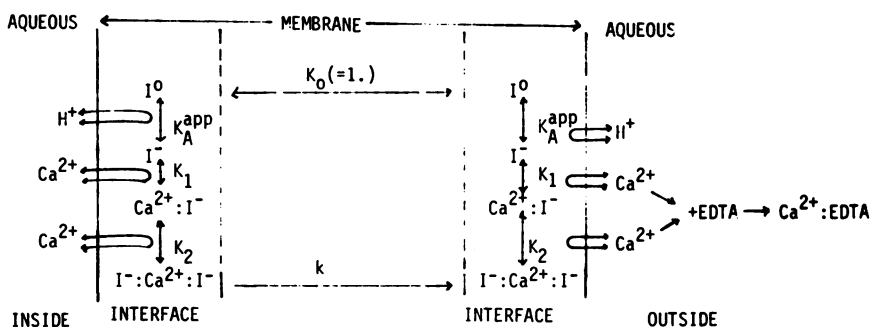 AQUEOUS MEMBRANE AQUEOUS
K₀(=1.)
I⁰ I⁰
H⁺ K_A^app K_A^app H⁺
I⁻ I⁻
Ca²⁺ K₁ K₁ Ca²⁺
Ca²⁺:I⁻ Ca²⁺:I⁻ +EDTA → Ca²⁺:EDTA
Ca²⁺ K₂ K₂ Ca²⁺
I⁻:Ca²⁺:I⁻ k I⁻:Ca²⁺:I⁻
INSIDE INTERFACE INTERFACE OUTSIDE